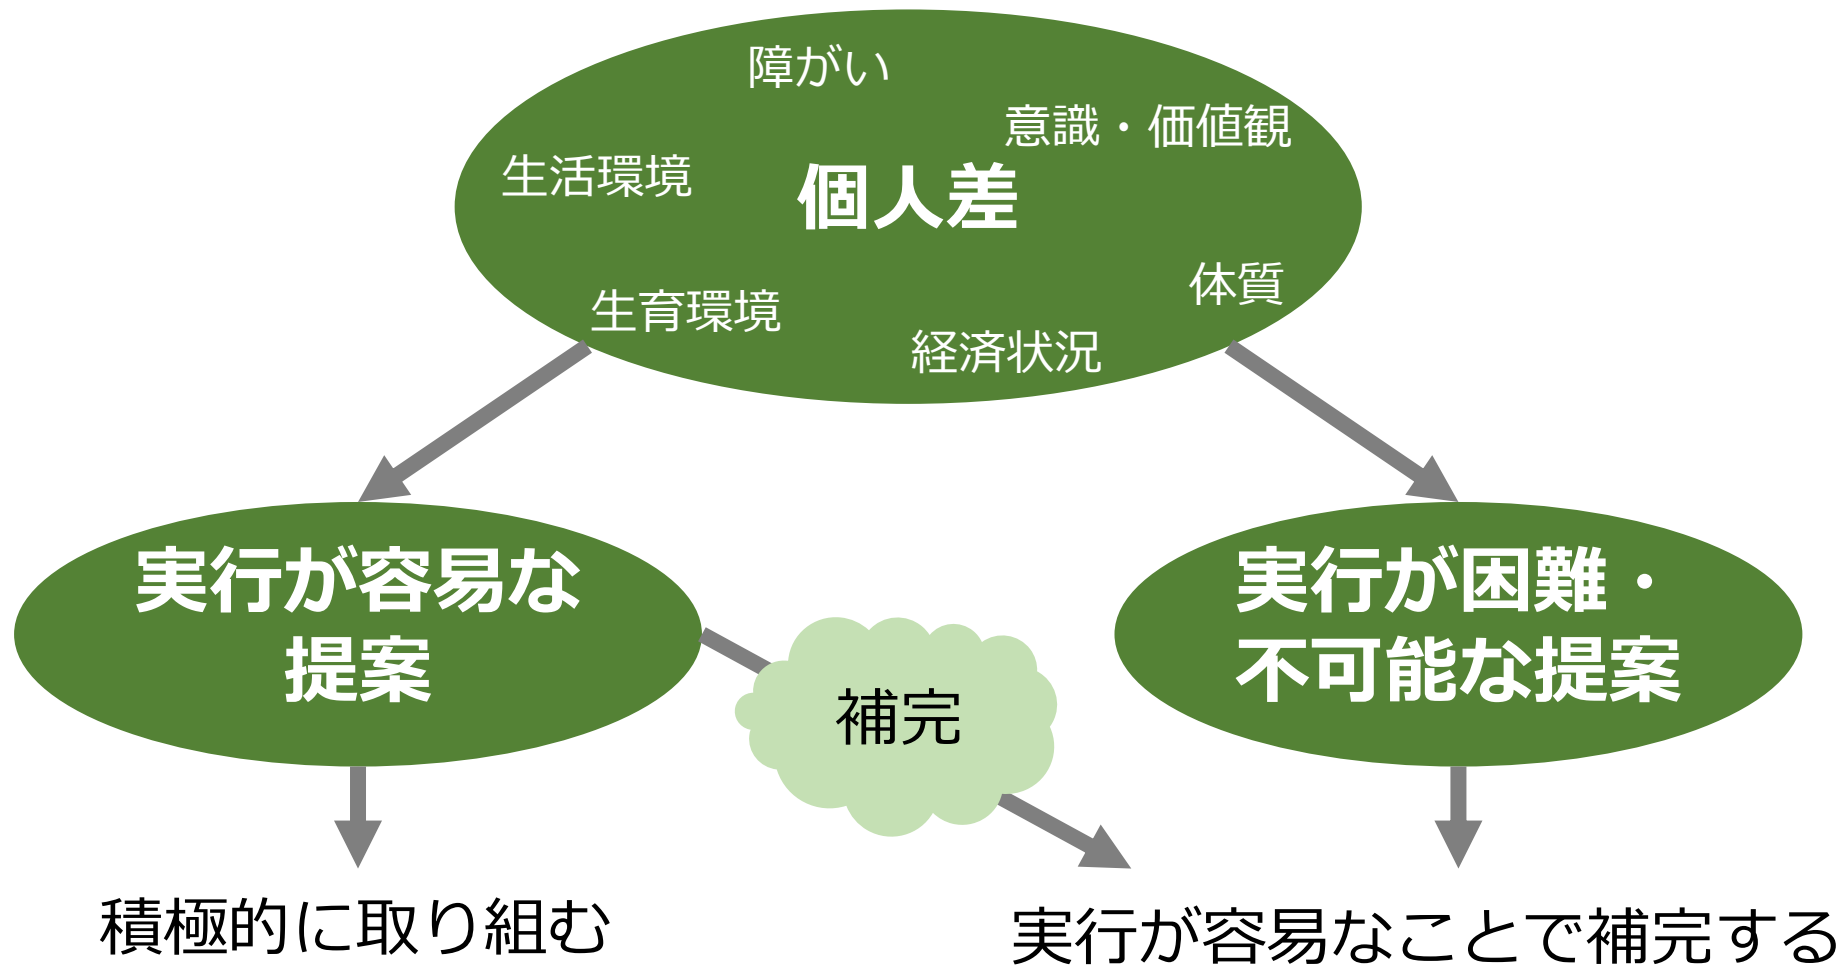 障がい
意識・価値観
生活環境
個人差
体質
生育環境
経済状況
実行が容易な
提案
実行が困難・
不可能な提案
補完
積極的に取り組む
実行が容易なことで補完する